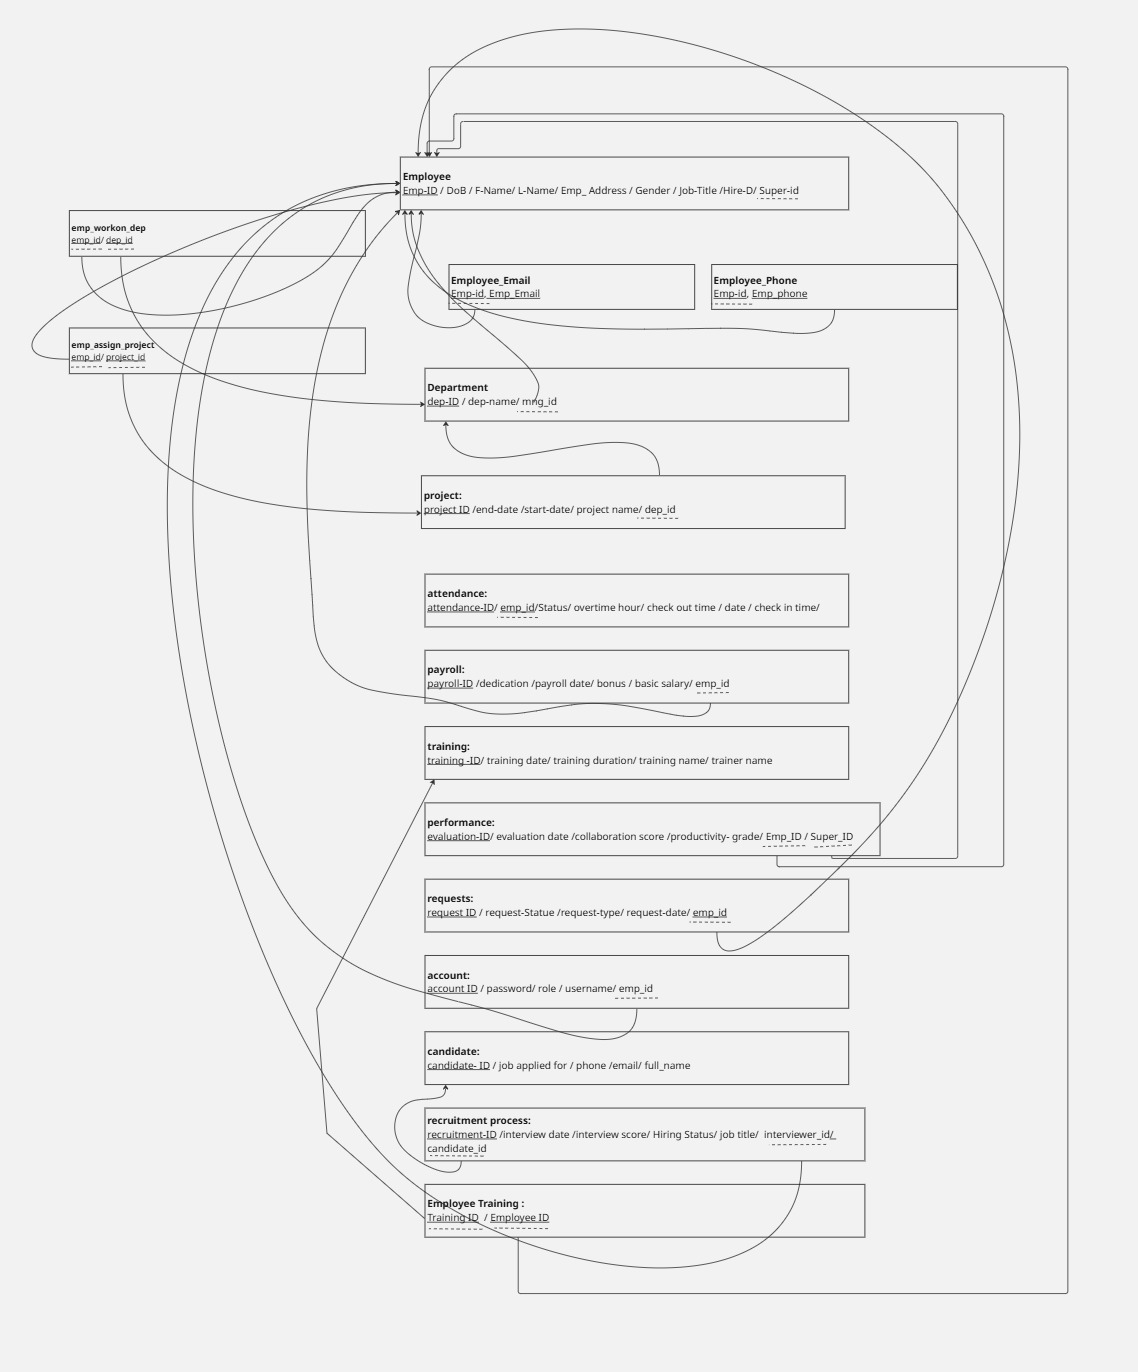 Employee
Emp-ID / DoB / F-Name/ L-Name/ Emp_ Address / Gender / Job-Title /Hire-D/ Super-id
emp_workon_dep
emp_id/ dep_id
Employee_Email
Emp-id, Emp_Email
Employee_Phone
Emp-id, Emp_phone
emp_assign_project
emp_id/ project_id
Department
dep-ID / dep-name/ mng_id
project:
project ID /end-date /start-date/ project name/ dep_id
attendance:
attendance-ID/ emp_id/Status/ overtime hour/ check out time / date / check in time/
payroll:
payroll-ID /dedication /payroll date/ bonus / basic salary/ emp_id
training:
training -ID/ training date/ training duration/ training name/ trainer name
performance:
evaluation-ID/ evaluation date /collaboration score /productivity- grade/ Emp_ID / Super_ID
requests:
request ID / request-Statue /request-type/ request-date/ emp_id
account:
account ID / password/ role / username/ emp_id
candidate:
candidate- ID / job applied for / phone /email/ full_name
recruitment process:
recruitment-ID /interview date /interview score/ Hiring Status/ job title/ interviewer_id/
candidate_id
Employee Training :
Training ID / Employee ID